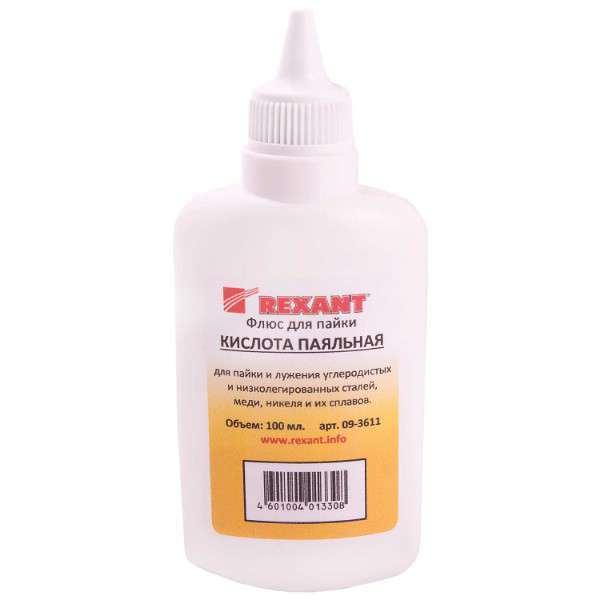 REXANT
Флюс для пайки
КИСЛОТА ПАЯЛЬНАЯ
для пайки и лужения углеродистых
и низколегированных сталей,
меди, никеля и их сплавов.
Объем: 100 мл. арт. 09-3611
www.rexant.info
4 601004 013308